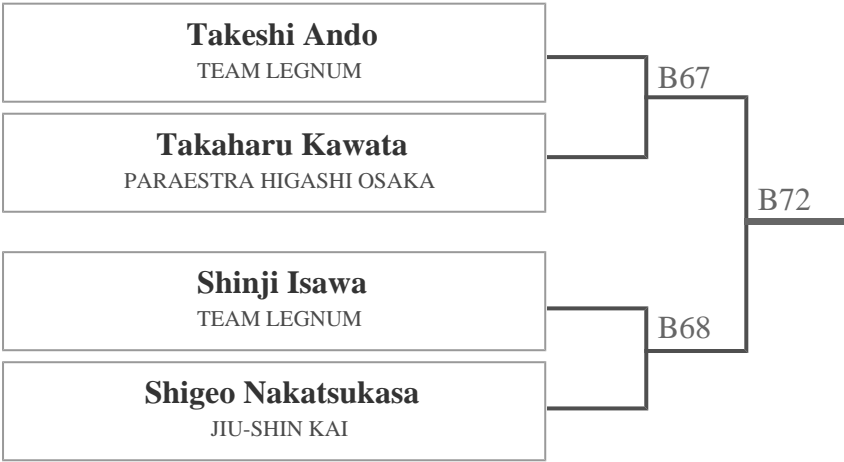 Takeshi Ando
TEAM LEGNUM
B67
Takaharu Kawata
PARAESTRA HIGASHI OSAKA
B72
Shinji Isawa
TEAM LEGNUM
B68
Shigeo Nakatsukasa
JIU-SHIN KAI